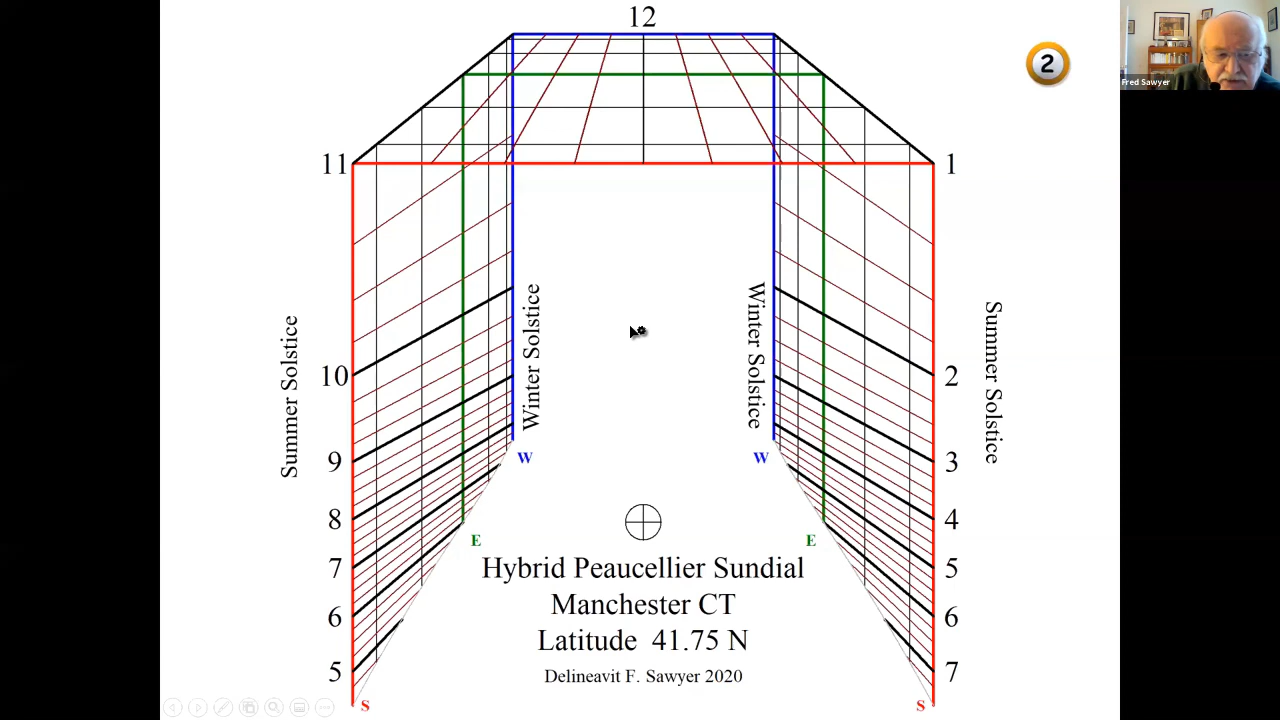 12
2
Fred Sawyer
11
1
Summer Solstice
Winter Solstice
Winter Solstice
Summer Solstice
10
2
9
3
W
W
8
4
E
E
7
5
Hybrid Peaucellier Sundial
Manchester CT
6
6
Latitude 41.75 N
5
7
Delineavit F. Sawyer 2020
S
S